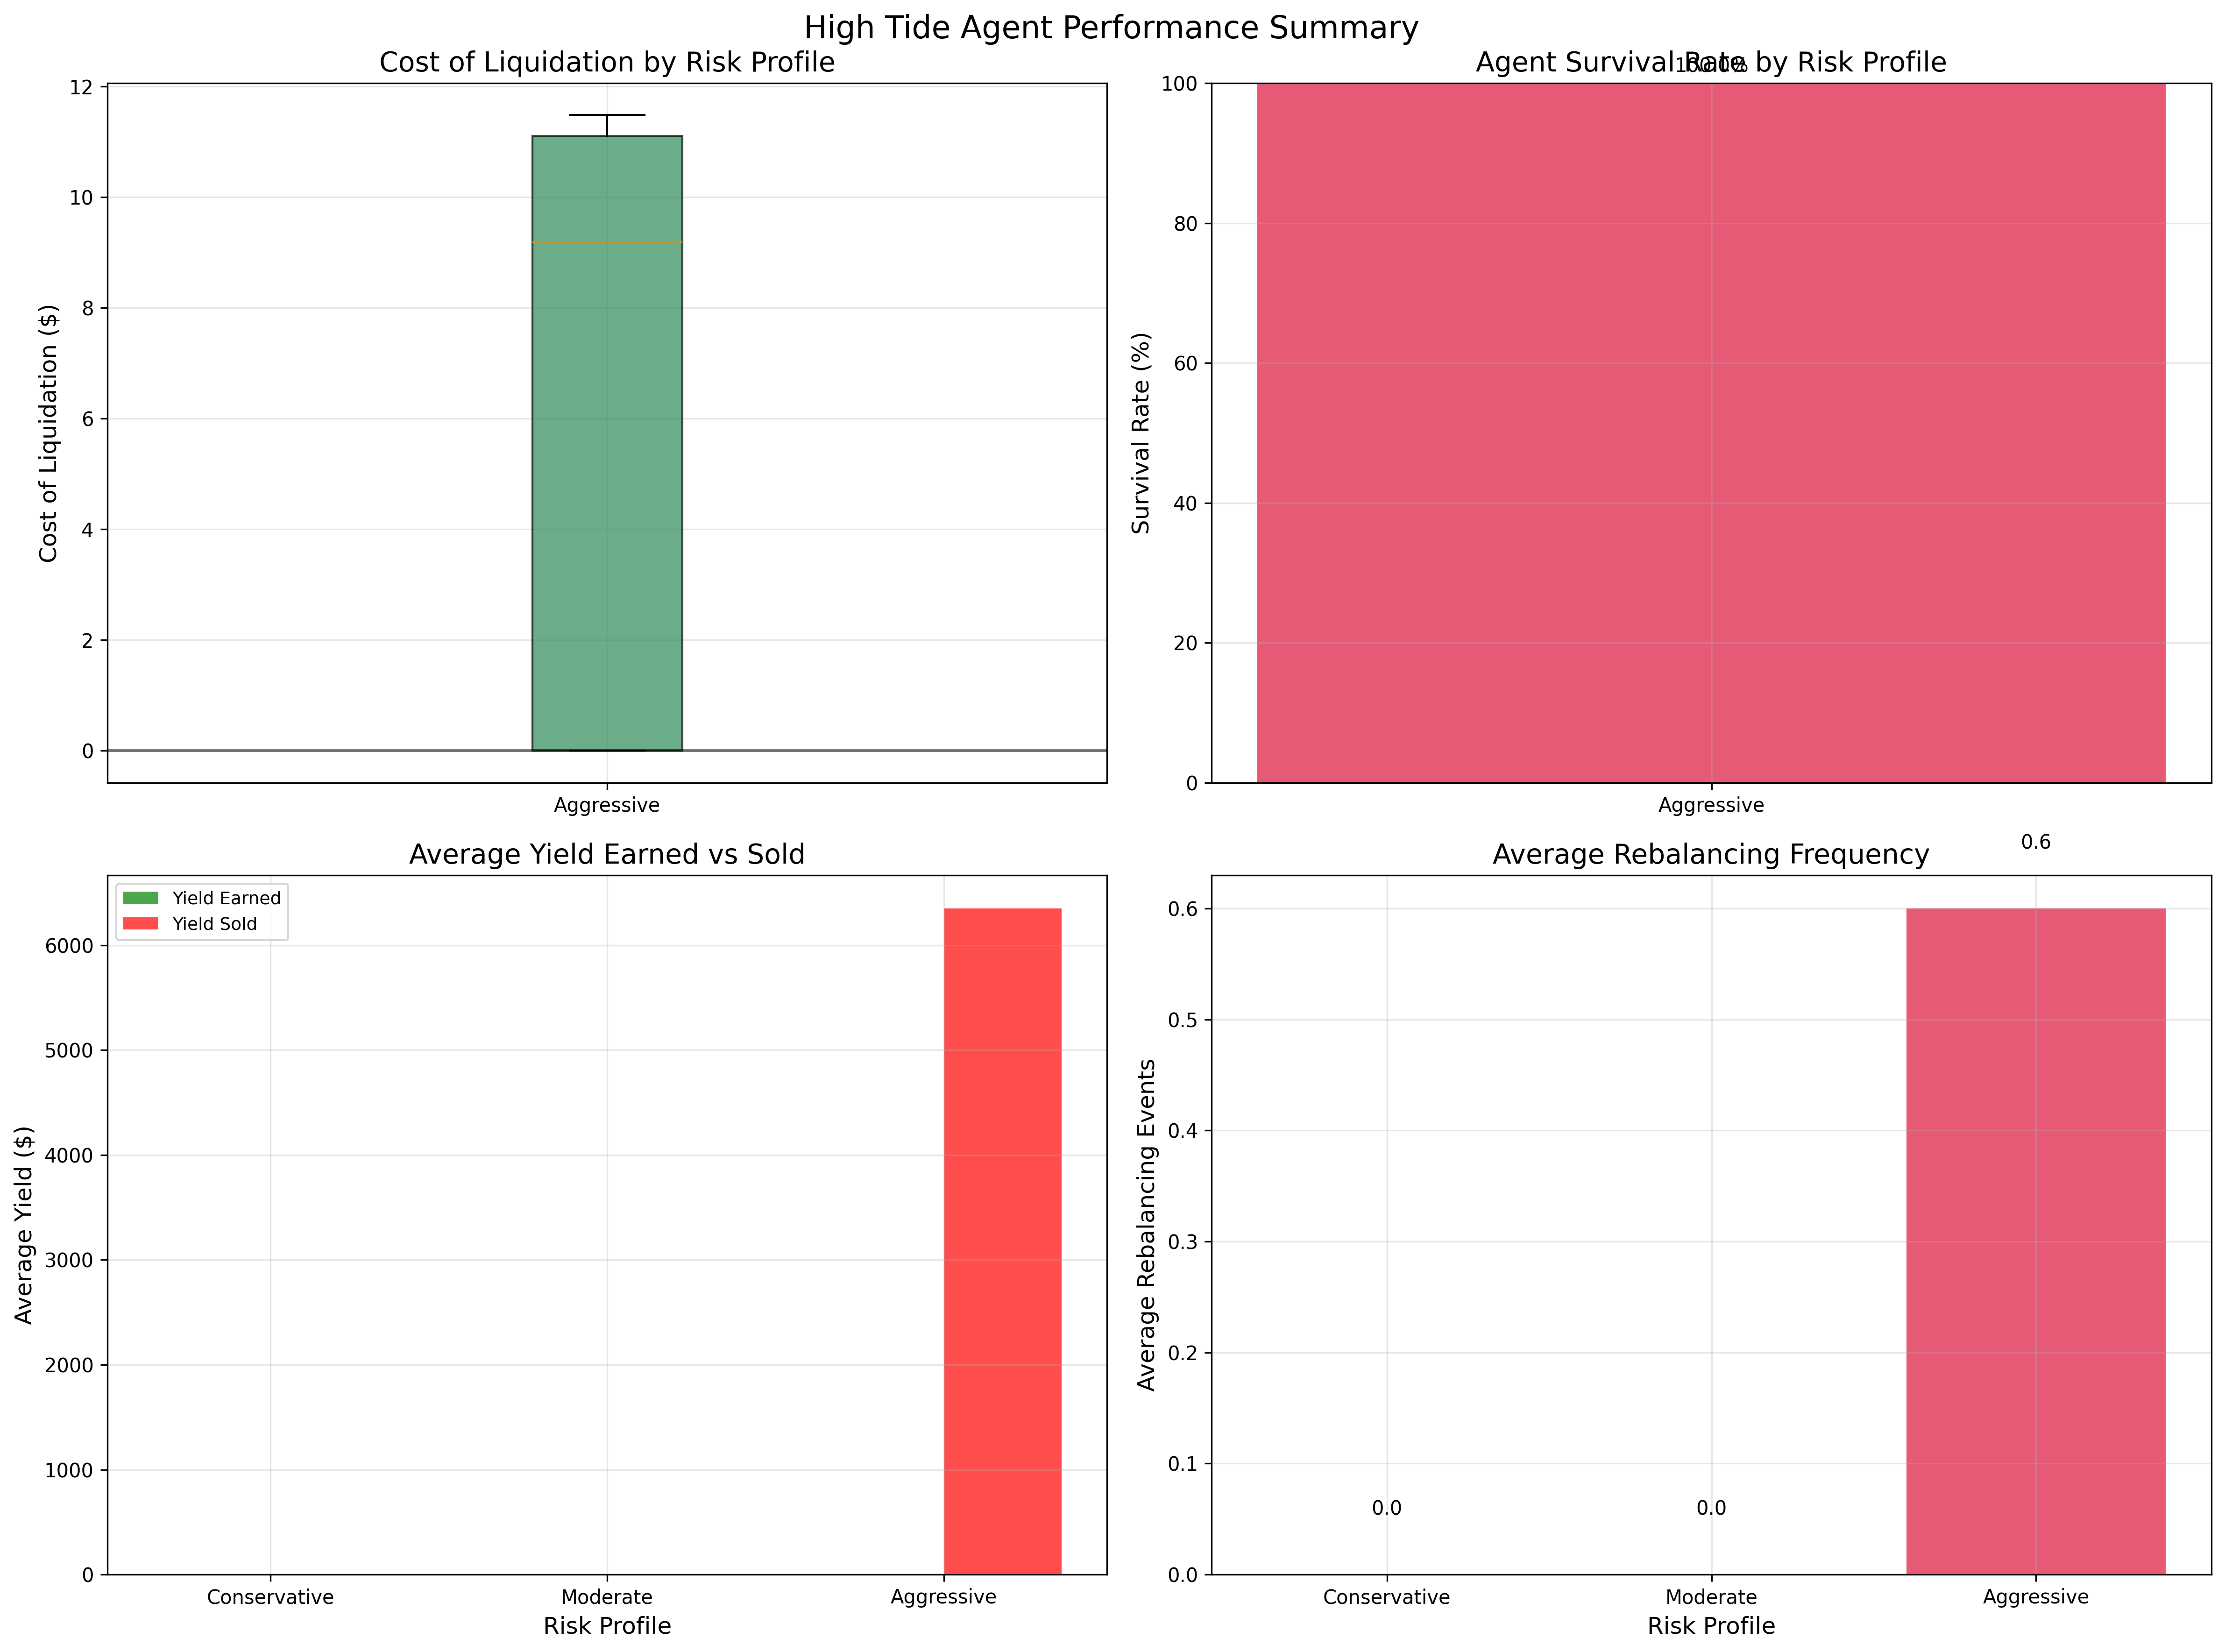 High Tide Agent Performance Summary
Cost of Liquidation by Risk Profile
12
10
8
6
4
2
0
Cost of Liquidation ($)
Aggressive
Agent Survival Rate by Risk Profile
100.0%
100
80
60
40
20
0
Survival Rate (%)
Aggressive
Average Yield Earned vs Sold
Yield Earned
Yield Sold
6000
5000
4000
3000
2000
1000
0
Average Yield ($)
Conservative Moderate Aggressive
Risk Profile
Average Rebalancing Frequency
0.6
0.6
0.5
0.4
0.3
0.2
0.1
0.0
Average Rebalancing Events
0.0 0.0
Conservative Moderate Aggressive
Risk Profile